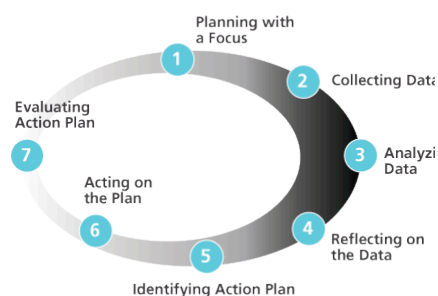 Planning with
a Focus
1
2
Collecting Data
Evaluating
Action Plan
7
3
Analyzi
Data
Acting on
the Plan
6
4
Reflecting on
the Data
5
Identifying Action Plan